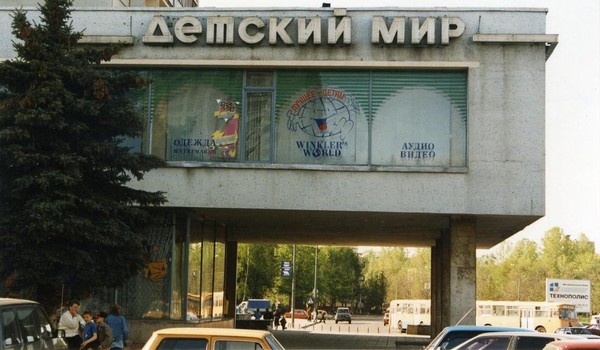 детский мир
ОДЕЖДА
WINKLER'S
WORLD
АУДИО
ВИДЕО
ТЕХНОПОЛИС